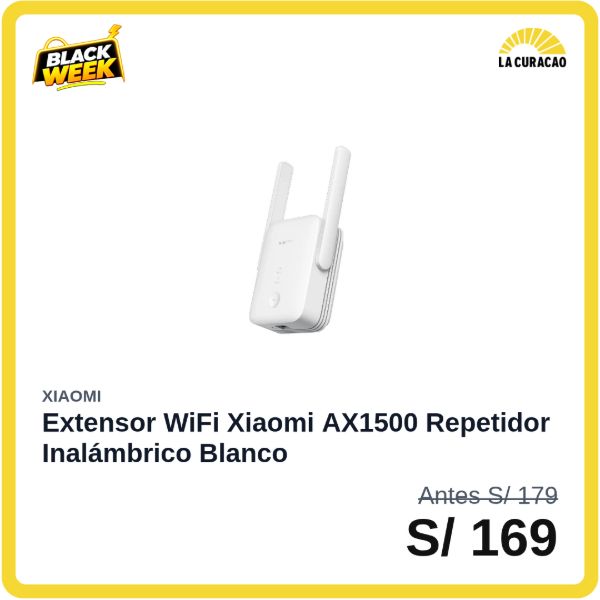 BLACK
WEEK
LA CURACAO
XIAOMI
Extensor WiFi Xiaomi AX1500 Repetidor
Inalámbrico Blanco
Antes S/ 179
S/ 169